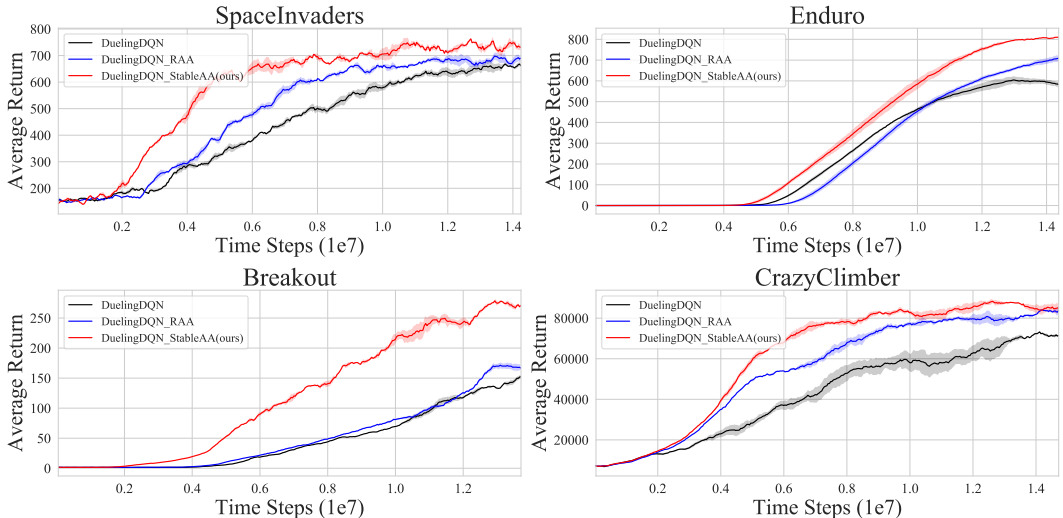 SpaceInvaders
Average Return
800
700
600
500
400
300
200
DuelingDQN
DuelingDQN_RAA
DuelingDQN_StableAA(ours)
0.2 0.4 0.6 0.8 1.0 1.2 1.4
Time Steps (1e7)
Enduro
Average Return
800
700
600
500
400
300
200
100
0
DuelingDQN
DuelingDQN_RAA
DuelingDQN_StableAA(ours)
0.2 0.4 0.6 0.8 1.0 1.2 1.4
Time Steps (1e7)
Breakout
Average Return
250
200
150
100
50
0
DuelingDQN
DuelingDQN_RAA
DuelingDQN_StableAA(ours)
0.2 0.4 0.6 0.8 1.0 1.2
Time Steps (1e7)
CrazyClimber
Average Return
80000
60000
40000
20000
DuelingDQN
DuelingDQN_RAA
DuelingDQN_StableAA(ours)
0.2 0.4 0.6 0.8 1.0 1.2 1.4
Time Steps (1e7)